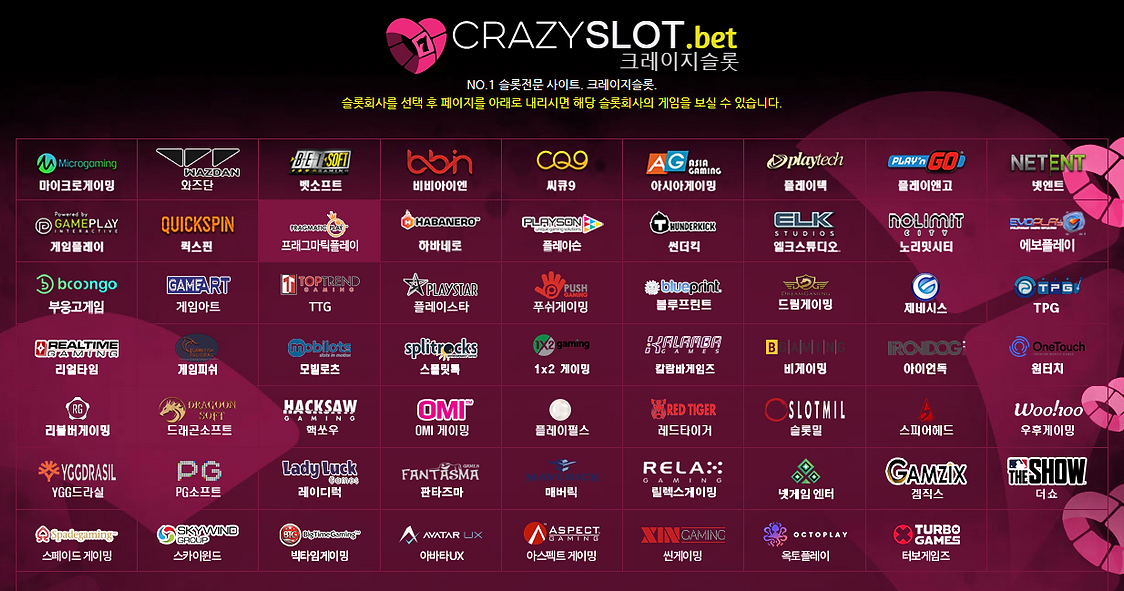 CRAZYSLOT.bet
크레이지슬롯
NO.1 슬롯전문 사이트. 크레이지슬롯.
슬롯회사를 선택 후 페이지를 아래로 내리시면 해당 슬롯회사의 게임을 보실 수 있습니다.
Microgaming
마이크로게이밍
WAZDAN
와즈단
BETSOFT
벳소프트
bbin
비비아이엔
CQ9
씨큐9
AG ASIA GAMING
아시아게이밍
playtech
플레이텍
PLAY'n GO
플레이앤고
NETENT
넷엔트
Powered by
GAMEPLAY
INTERACTIVE
게임플레이
QUICKSPIN
퀵스핀
PRAGMATIC PLAY
프래그마틱플레이
HABANERO
하바네로
PLAYSON
플레이슨
THUNDERKICK
썬더킥
ELK
STUDIOS
엘크스튜디오
NOLIMIT
CITY
노리밋시티
EVOPLAY
에보플레이
booongo
부웅고게임
GAMEART
게임아트
TOPTREND
GAMING
TTG
PLAYSTAR
플레이스타
PUSH
GAMING
푸쉬게이밍
blueprint
블루프린트
DREAMGAMING
드림게이밍
제네시스
TPG
TPG
REALTIME
GAMING
리얼타임
게임피쉬
mobilots
모빌로츠
splitrocks
스플릿록
1X2 gaming
1x2 게이밍
KALAMBA
GAMES
칼람바게임즈
BGAMING
비게이밍
IRONDOG
아이언독
OneTouch
원터치
RG
리볼버게이밍
DRAGOON
SOFT
드래곤소프트
HACKSAW
GAMING
핵쏘우
OMI
OMI 게이밍
플레이펄스
RED TIGER
레드타이거
SLOTMIL
슬롯밀
스피어헤드
woohoo
우후게이밍
YGGDRASIL
YGG드라실
PG
PG소프트
Lady Luck
Games
레이디럭
FANTASMA
GAMES
판타즈마
매버릭
RELAX
GAMING
릴렉스게이밍
넷게임 엔터
GAMZIX
겜직스
THE SHOW
더 쇼
Spadegaming
스페이드 게이밍
SKYWIND
GROUP
스카이윈드
BIG BigTimeGaming
빅타임게이밍
AVATAR UX
아바타UX
ASPECT
GAMING
아스펙트 게이밍
XIN GAMING
씬게이밍
OCTOPLAY
옥토플레이
TURBO
GAMES
터보게임즈